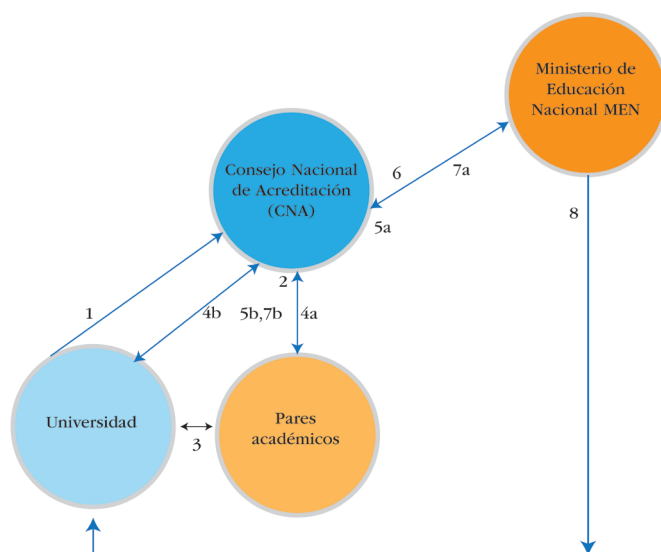 Ministerio de
Educación
Nacional MEN
Consejo Nacional
de Acreditación
(CNA)
6
7a
5a
8
1
2
4b
5b,7b
4a
Universidad
3
Pares
académicos